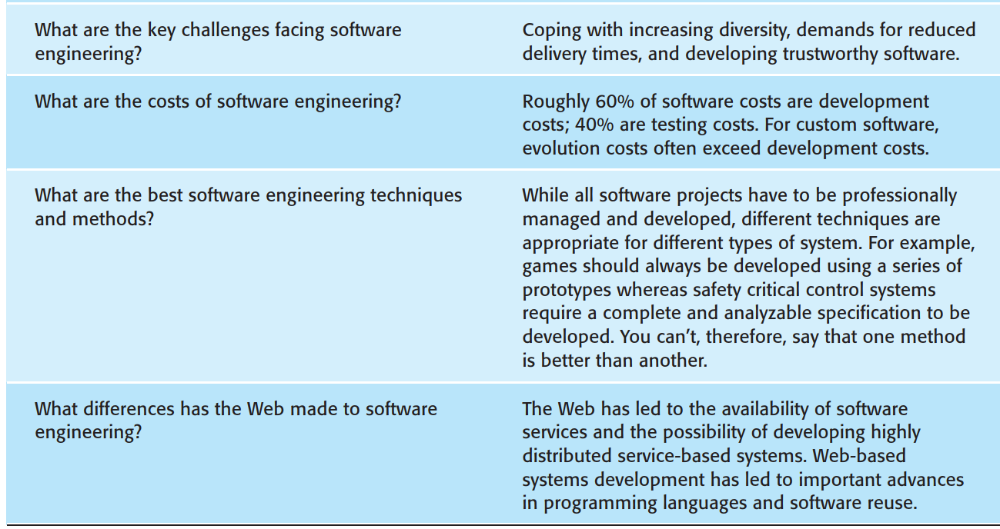 What are the key challenges facing software
engineering?
Coping with increasing diversity, demands for reduced
delivery times, and developing trustworthy software.
What are the costs of software engineering?
Roughly 60% of software costs are development
costs; 40% are testing costs. For custom software,
evolution costs often exceed development costs.
What are the best software engineering techniques
and methods?
While all software projects have to be professionally
managed and developed, different techniques are
appropriate for different types of system. For example,
games should always be developed using a series of
prototypes whereas safety critical control systems
require a complete and analyzable specification to be
developed. You can’t, therefore, say that one method
is better than another.
What differences has the Web made to software
engineering?
The Web has led to the availability of software
services and the possibility of developing highly
distributed service-based systems. Web-based
systems development has led to important advances
in programming languages and software reuse.